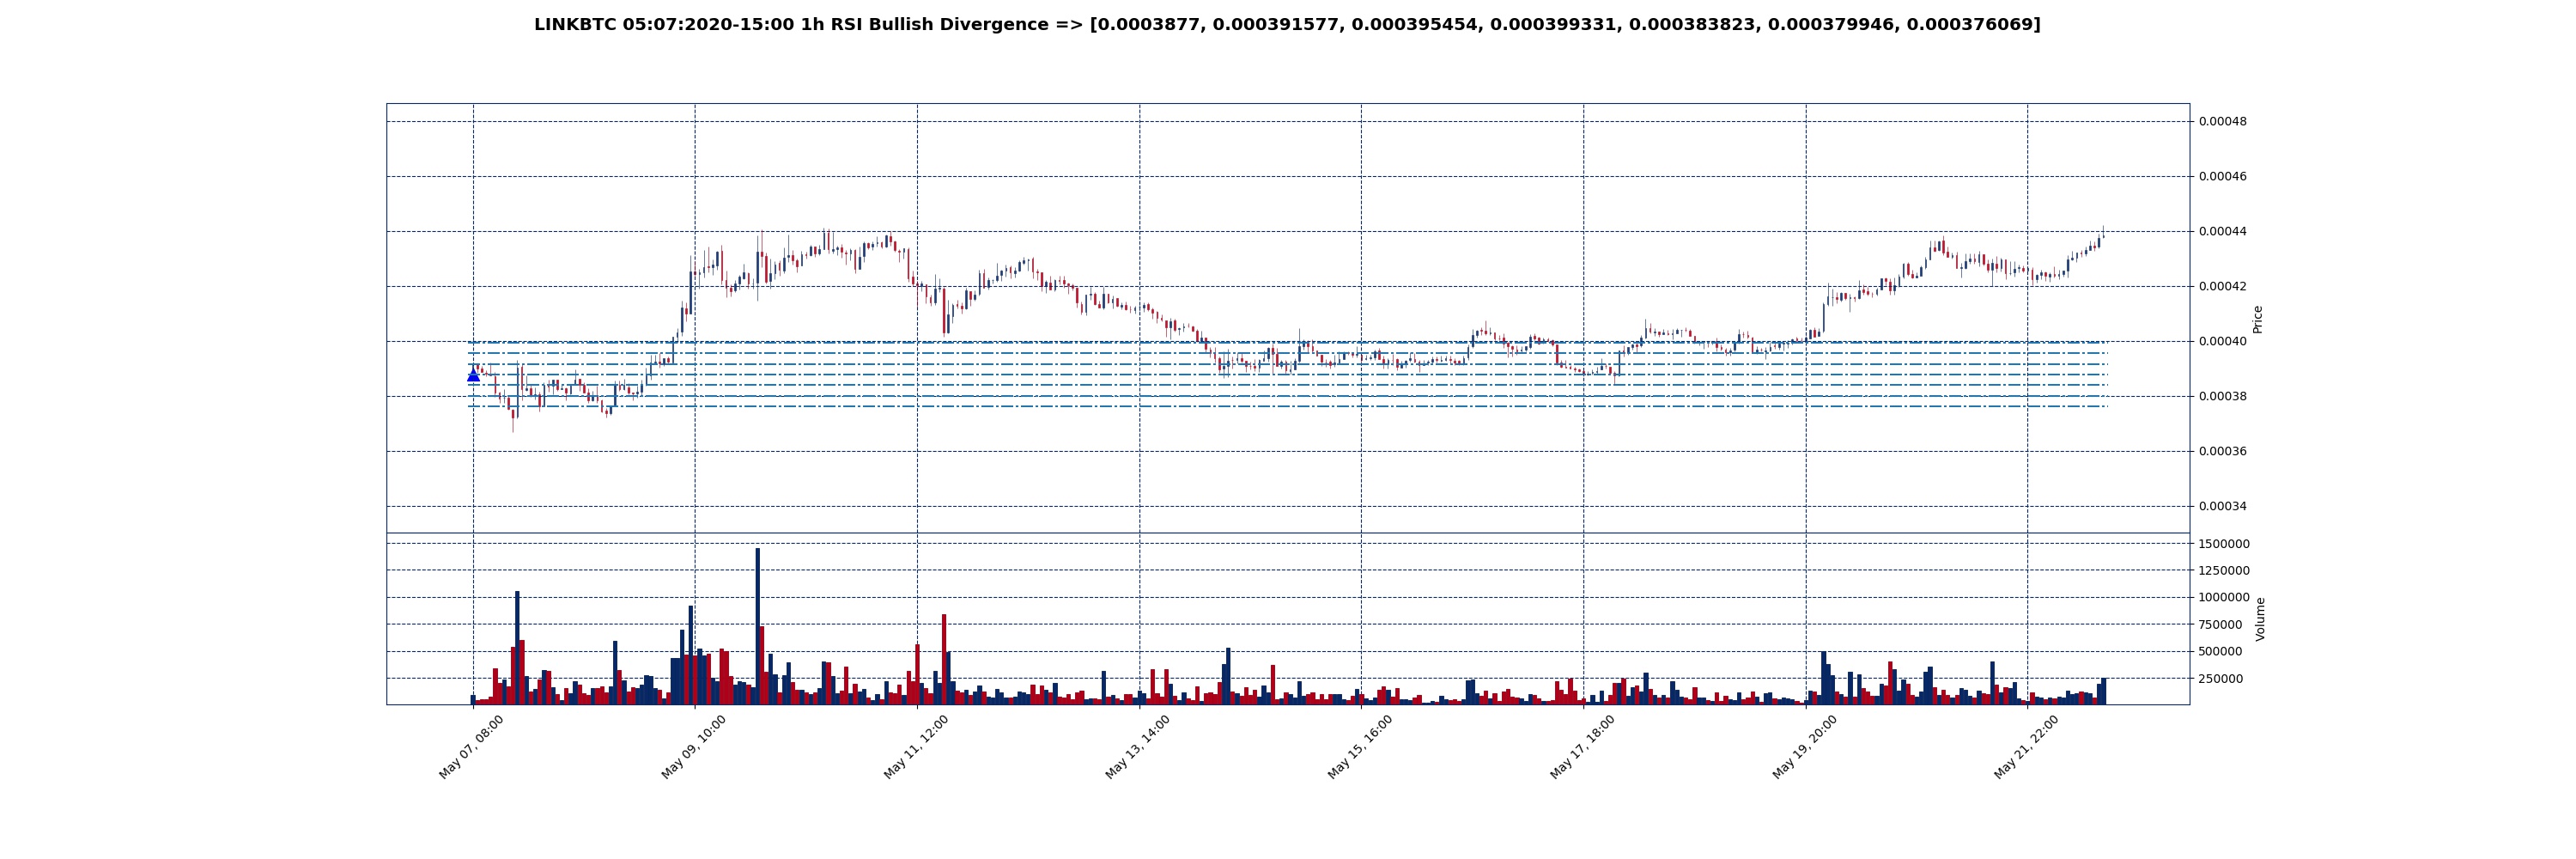 LINKBTC 05:07:2020-15:00 1h RSI Bullish Divergence => [0.0003877, 0.000391577, 0.000395454, 0.000399331, 0.000383823, 0.000379946, 0.000376069]
0.00048
0.00046
0.00044
0.00042
Price
0.00040
0.00038
0.00036
0.00034
1500000
1250000
1000000
Volume
750000
500000
250000
May 07, 08:00
May 09, 10:00
May 11, 12:00
May 13, 14:00
May 15, 16:00
May 17, 18:00
May 19, 20:00
May 21, 22:00